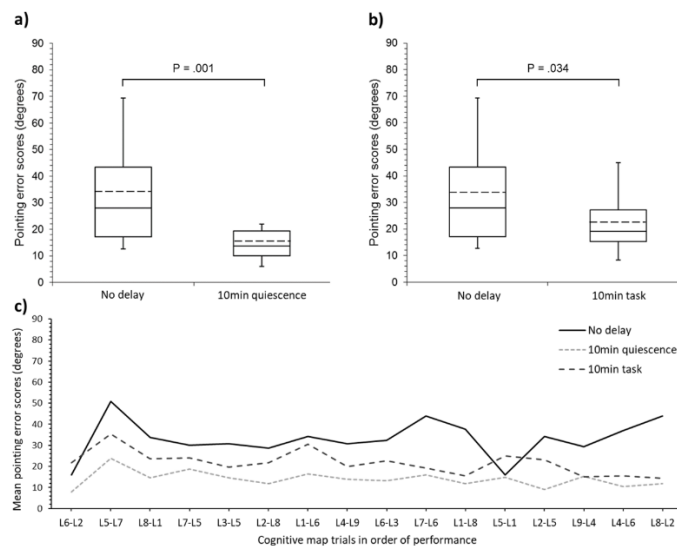 a)
90
80
70
60
50
40
30
20
10
0
Pointing error scores (degrees)
P = .001
No delay
10min quiescence
b)
90
80
70
60
50
40
30
20
10
0
Pointing error scores (degrees)
P = .034
No delay
10min task
c)
90
80
70
60
50
40
30
20
10
0
Mean pointing error scores (degrees)
No delay
10min quiescence
10min task
L6-L2 L5-L7 L8-L1 L7-L5 L3-L5 L2-L8 L1-L6 L4-L9 L6-L3 L7-L6 L1-L8 L5-L1 L2-L5 L9-L4 L4-L6 L8-L2
Cognitive map trials in order of performance